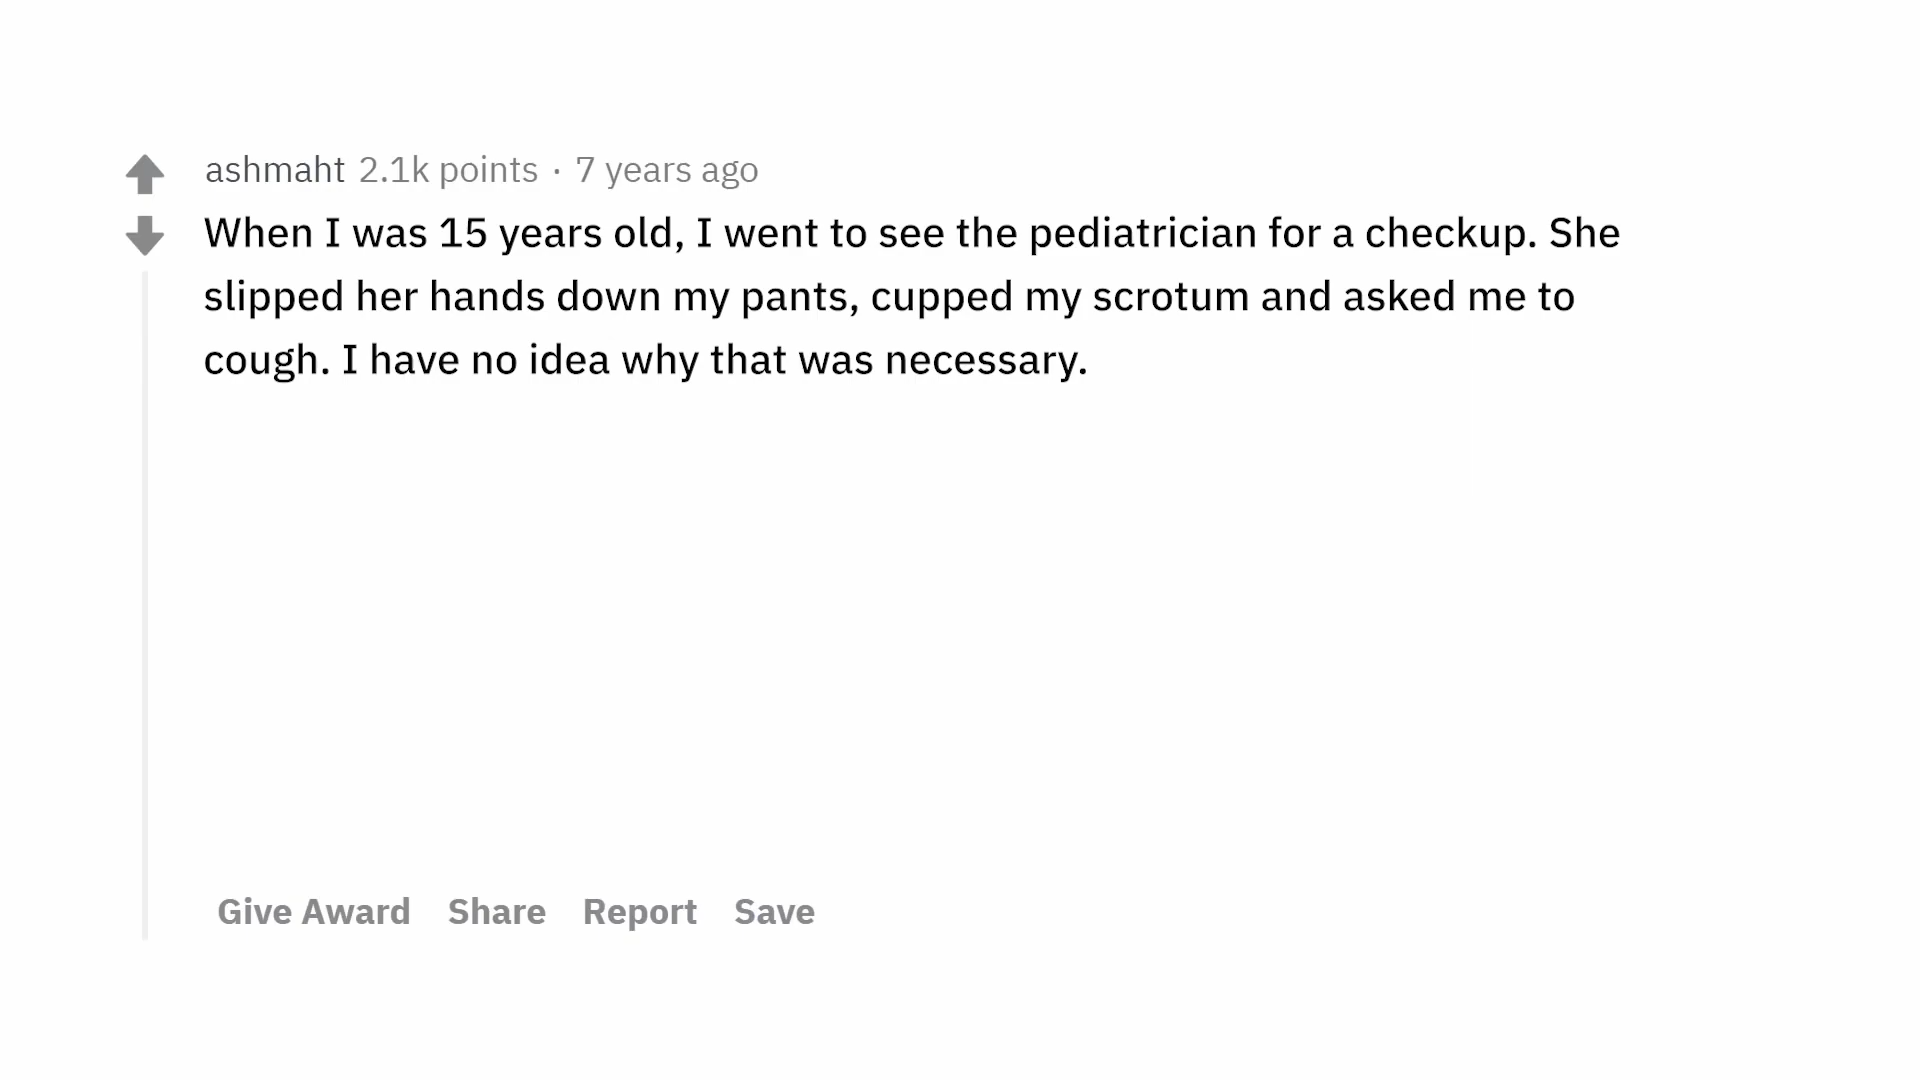 ashmaht 2.1k points · 7 years ago
When I was 15 years old, I went to see the pediatrician for a checkup. She
slipped her hands down my pants, cupped my scrotum and asked me to
cough. I have no idea why that was necessary.
Give Award Share Report Save